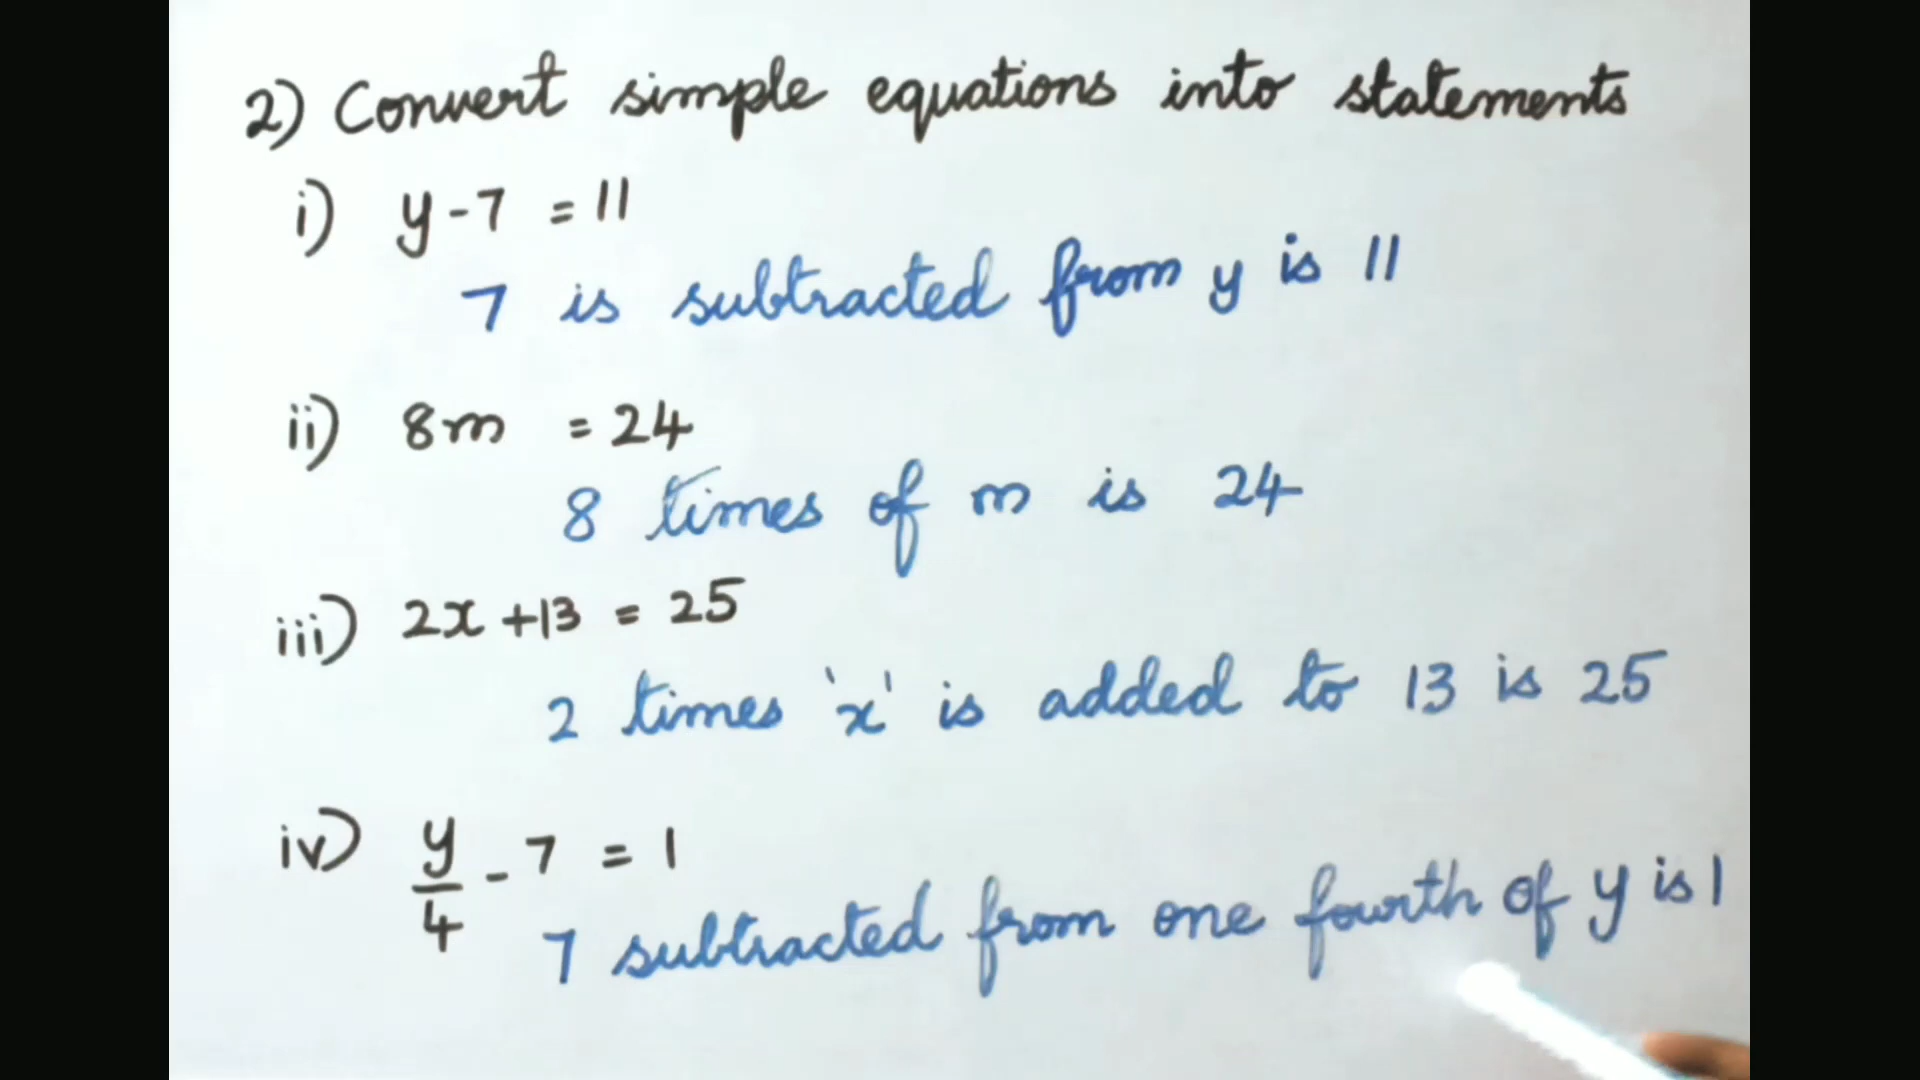 2) Convert simple equations into statements
i) y - 7 = 11
7 is subtracted from y is 11
ii) 8m = 24
8 times of m is 24
iii) 2x + 13 = 25
2 times 'x' is added to 13 is 25
iv) y/4 - 7 = 1
7 subtracted from one fourth of y is 1